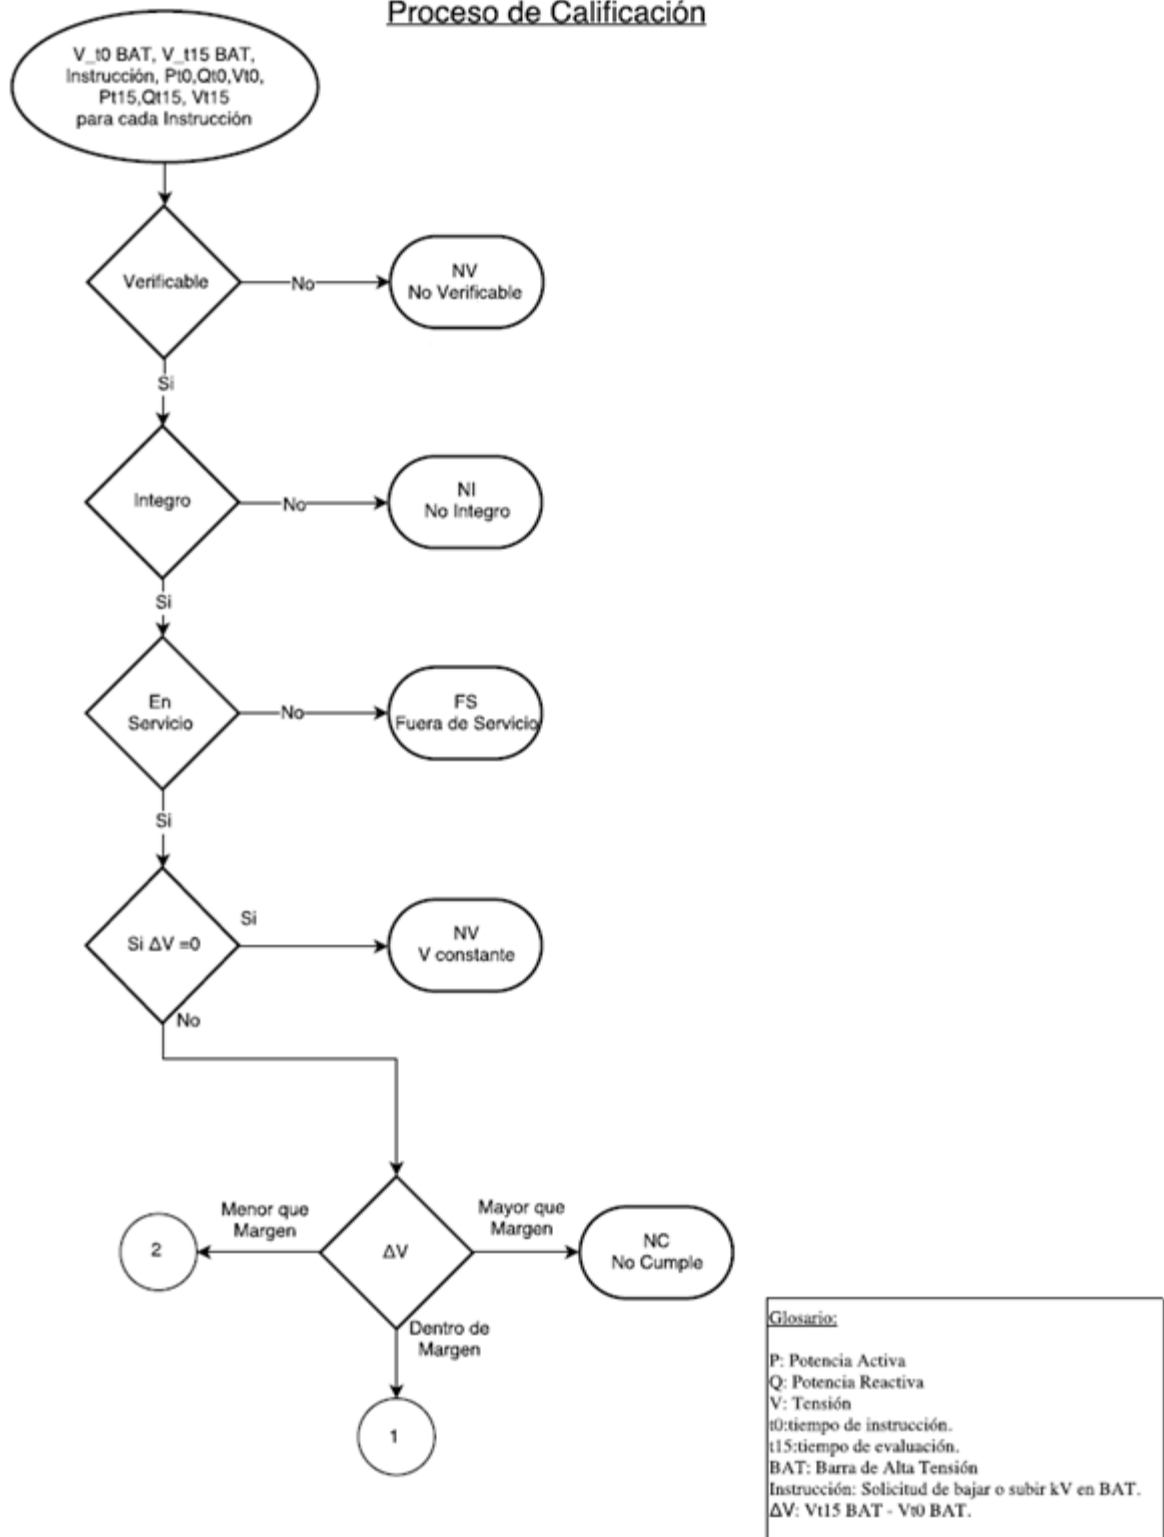 Proceso de Calificación
V_t0 BAT, V_t15 BAT,
Instrucción, Pt0,Qt0,Vt0,
Pt15,Qt15, Vt15
para cada Instrucción
Verificable
No
NV
No Verificable
Si
Integro
No
NI
No Integro
Si
En
Servicio
No
FS
Fuera de Servicio
Si
Si ΔV =0
Si
NV
V constante
No
Menor que
Margen
2
ΔV
Mayor que
Margen
NC
No Cumple
Dentro de
Margen
1
Glosario:
P: Potencia Activa
Q: Potencia Reactiva
V: Tensión
t0:tiempo de instrucción.
t15:tiempo de evaluación.
BAT: Barra de Alta Tensión
Instrucción: Solicitud de bajar o subir kV en BAT.
ΔV: Vt15 BAT - Vt0 BAT.